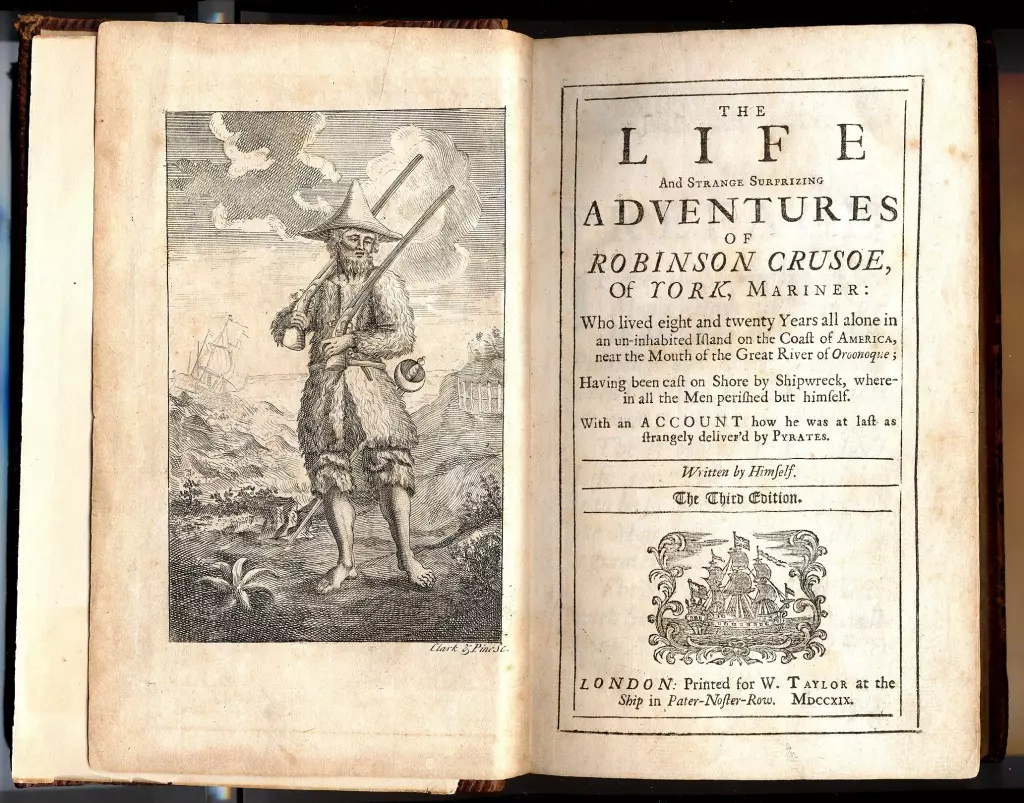 Clark & Pine Sc.
THE
LIFE
And STRANGE SURPRIZING
ADVENTURES
OF
ROBINSON CRUSOE,
Of YORK, MARINER:
Who lived eight and twenty Years all alone in
an un-inhabited Iſland on the Coaſt of AMERICA,
near the Mouth of the Great River of Oroonoque;
Having been caſt on Shore by Shipwreck, where-
in all the Men periſhed but himſelf.
With an ACCOUNT how he was at laſt as
ſtrangely deliver'd by PYRATES.
Written by Himſelf.
The Third Edition.
LONDON: Printed for W. TAYLOR at the
Ship in Pater-Noſter-Row. MDCCXIX.